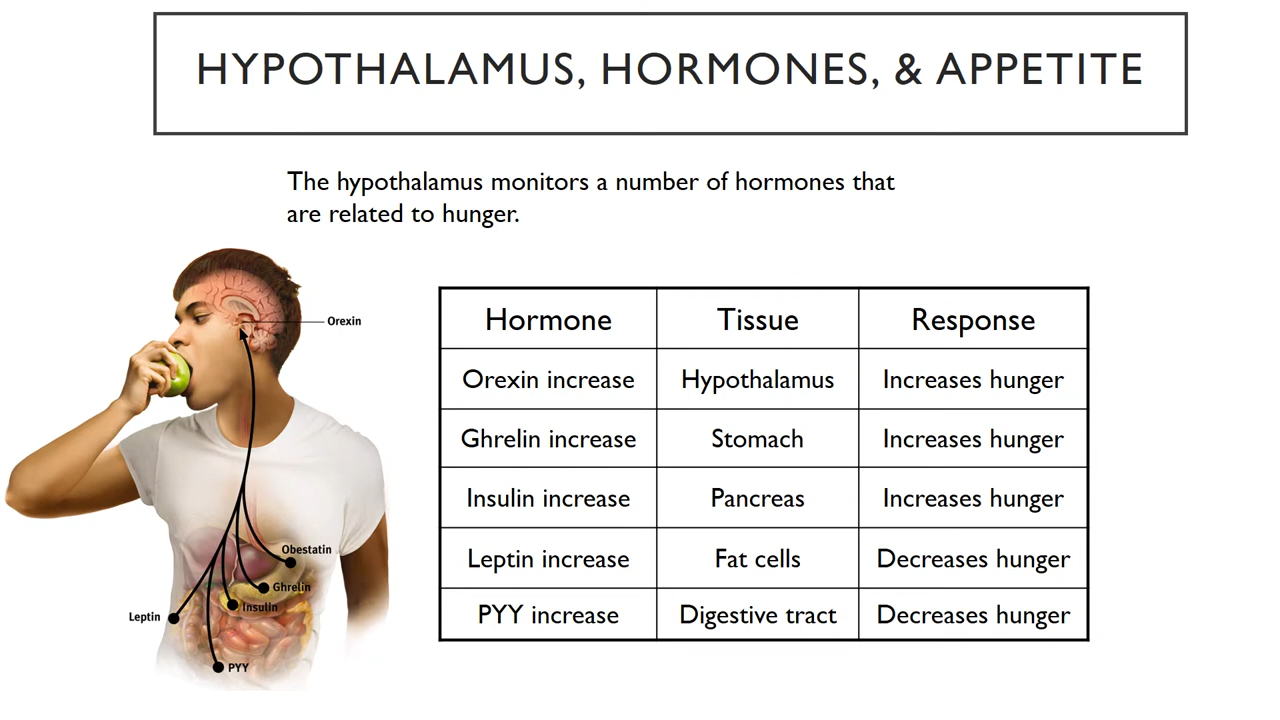 HYPOTHALAMUS, HORMONES, & APPETITE
The hypothalamus monitors a number of hormones that
are related to hunger.
Orexin
Obestatin
Ghrelin
Insulin
Leptin
PYY
Hormone Tissue Response
Orexin increase Hypothalamus Increases hunger
Ghrelin increase Stomach Increases hunger
Insulin increase Pancreas Increases hunger
Leptin increase Fat cells Decreases hunger
PYY increase Digestive tract Decreases hunger